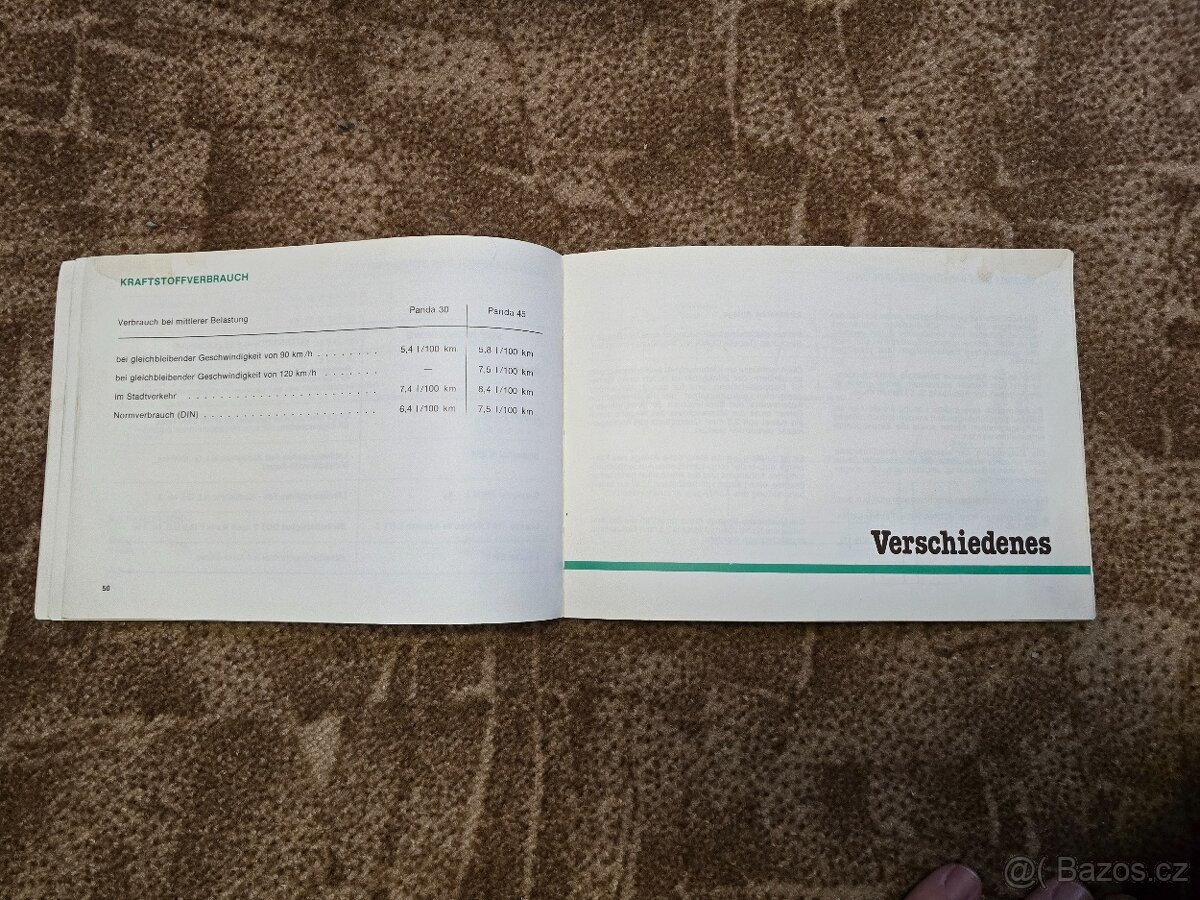 KRAFTSTOFFVERBRAUCH
Verbrauch bei mittlerer Belastung Panda 30 Panda 45
bei gleichbleibender Geschwindigkeit von 90 km/h . . . . . . . . 5,4 l/100 km 5,8 l/100 km
bei gleichbleibender Geschwindigkeit von 120 km/h . . . . . . . — 7,5 l/100 km
im Stadtverkehr . . . . . . . . . . . . . . . . . . . . . . . . 7,4 l/100 km 8,4 l/100 km
Normverbrauch (DIN) . . . . . . . . . . . . . . . . . . . . . . 6,4 l/100 km 7,5 l/100 km
50
Verschiedenes
@( Bazos.cz